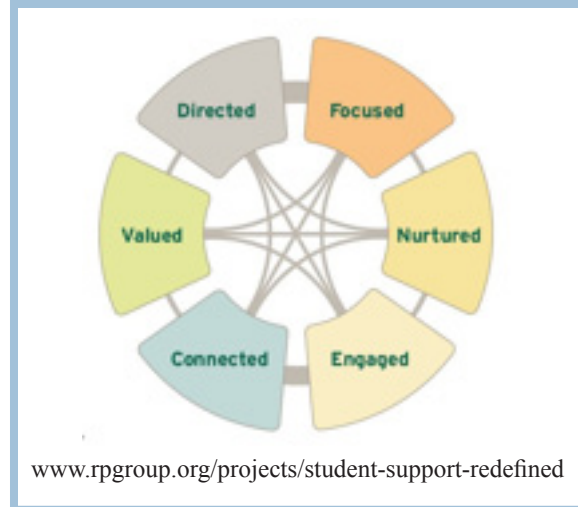 Directed
Focused
Valued
Nurtured
Connected
Engaged
www.rpgroup.org/projects/student-support-redefined